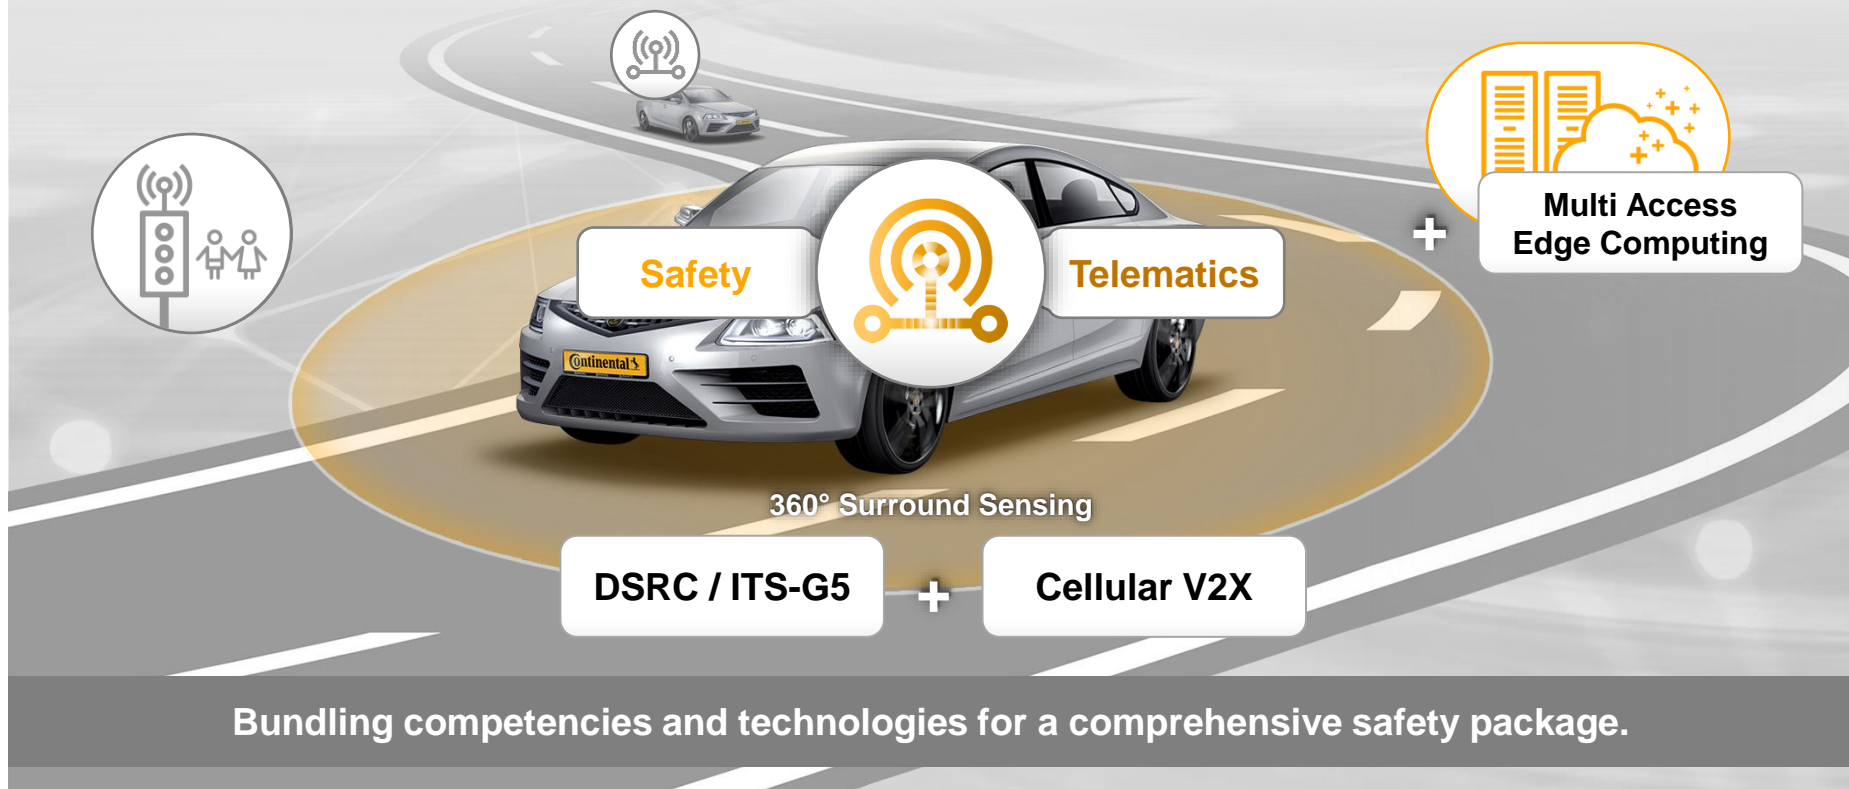 Multi Access
Edge Computing
Safety
Telematics
Continental
360° Surround Sensing
DSRC / ITS-G5
+
Cellular V2X
Bundling competencies and technologies for a comprehensive safety package.